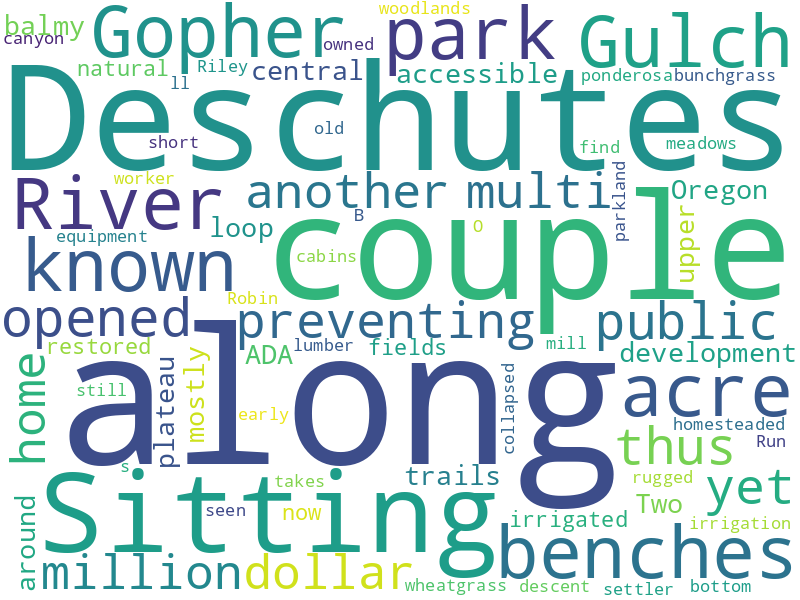 woodlands
balmy Gopher park Gulch
canyon owned
natural Riley central accessible ponderosa bunchgrass
ll
Deschutes
short old find meadows
worker another multi Oregon
River B parkland
equipment loop O upper
known cabins couple
Robin
opened preventing public
restored ADA lumber fields mill development
home plateau mostly still along acre
early collapsed homesteaded
thus Run
s Sitting takes trails rugged yet
around seen now irrigated Two irrigation
million dollar benches
wheatgrass descent settler bottom